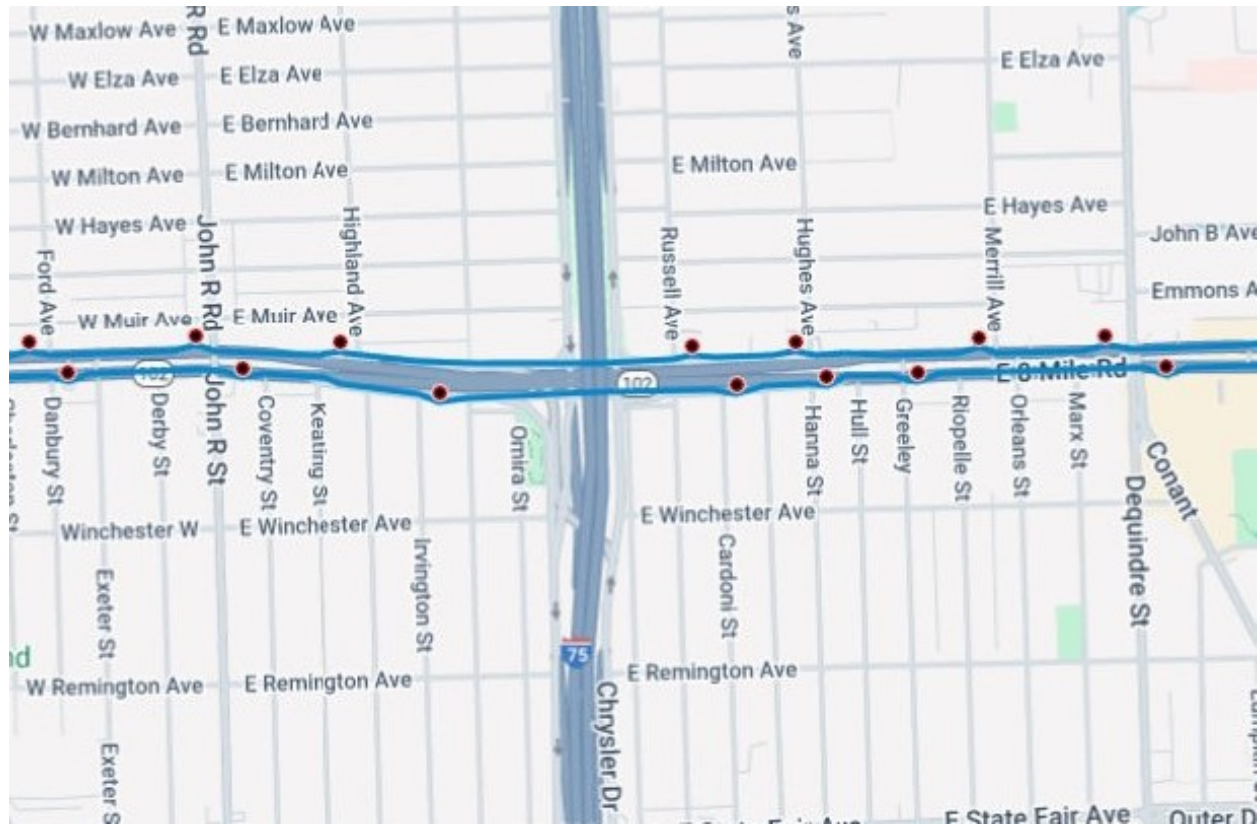 W Maxlow Ave
R Rd
E Maxlow Ave
s Ave
W Elza Ave
E Elza Ave
E Elza Ave
W Bernhard Ave
E Bernhard Ave
W Milton Ave
E Milton Ave
E Milton Ave
W Hayes Ave
John R Rd
Highland Ave
Russell Ave
Hughes Ave
E Hayes Ave
Merrill Ave
John B Ave
Ford Ave
Emmons A
W Muir Ave
E Muir Ave
102
102
E 8 Mile Rd
Danbury St
Derby St
John R St
Coventry St
Keating St
Omira St
Hanna St
Hull St
Greeley
Riopelle St
Orleans St
Marx St
Conant
Dequindre St
Winchester W
E Winchester Ave
E Winchester Ave
Exeter St
Irvington St
Cardoni St
nd
75
W Remington Ave
E Remington Ave
E Remington Ave
Chrysler Dr
Exeter S
E State Fair Ave
Outer D